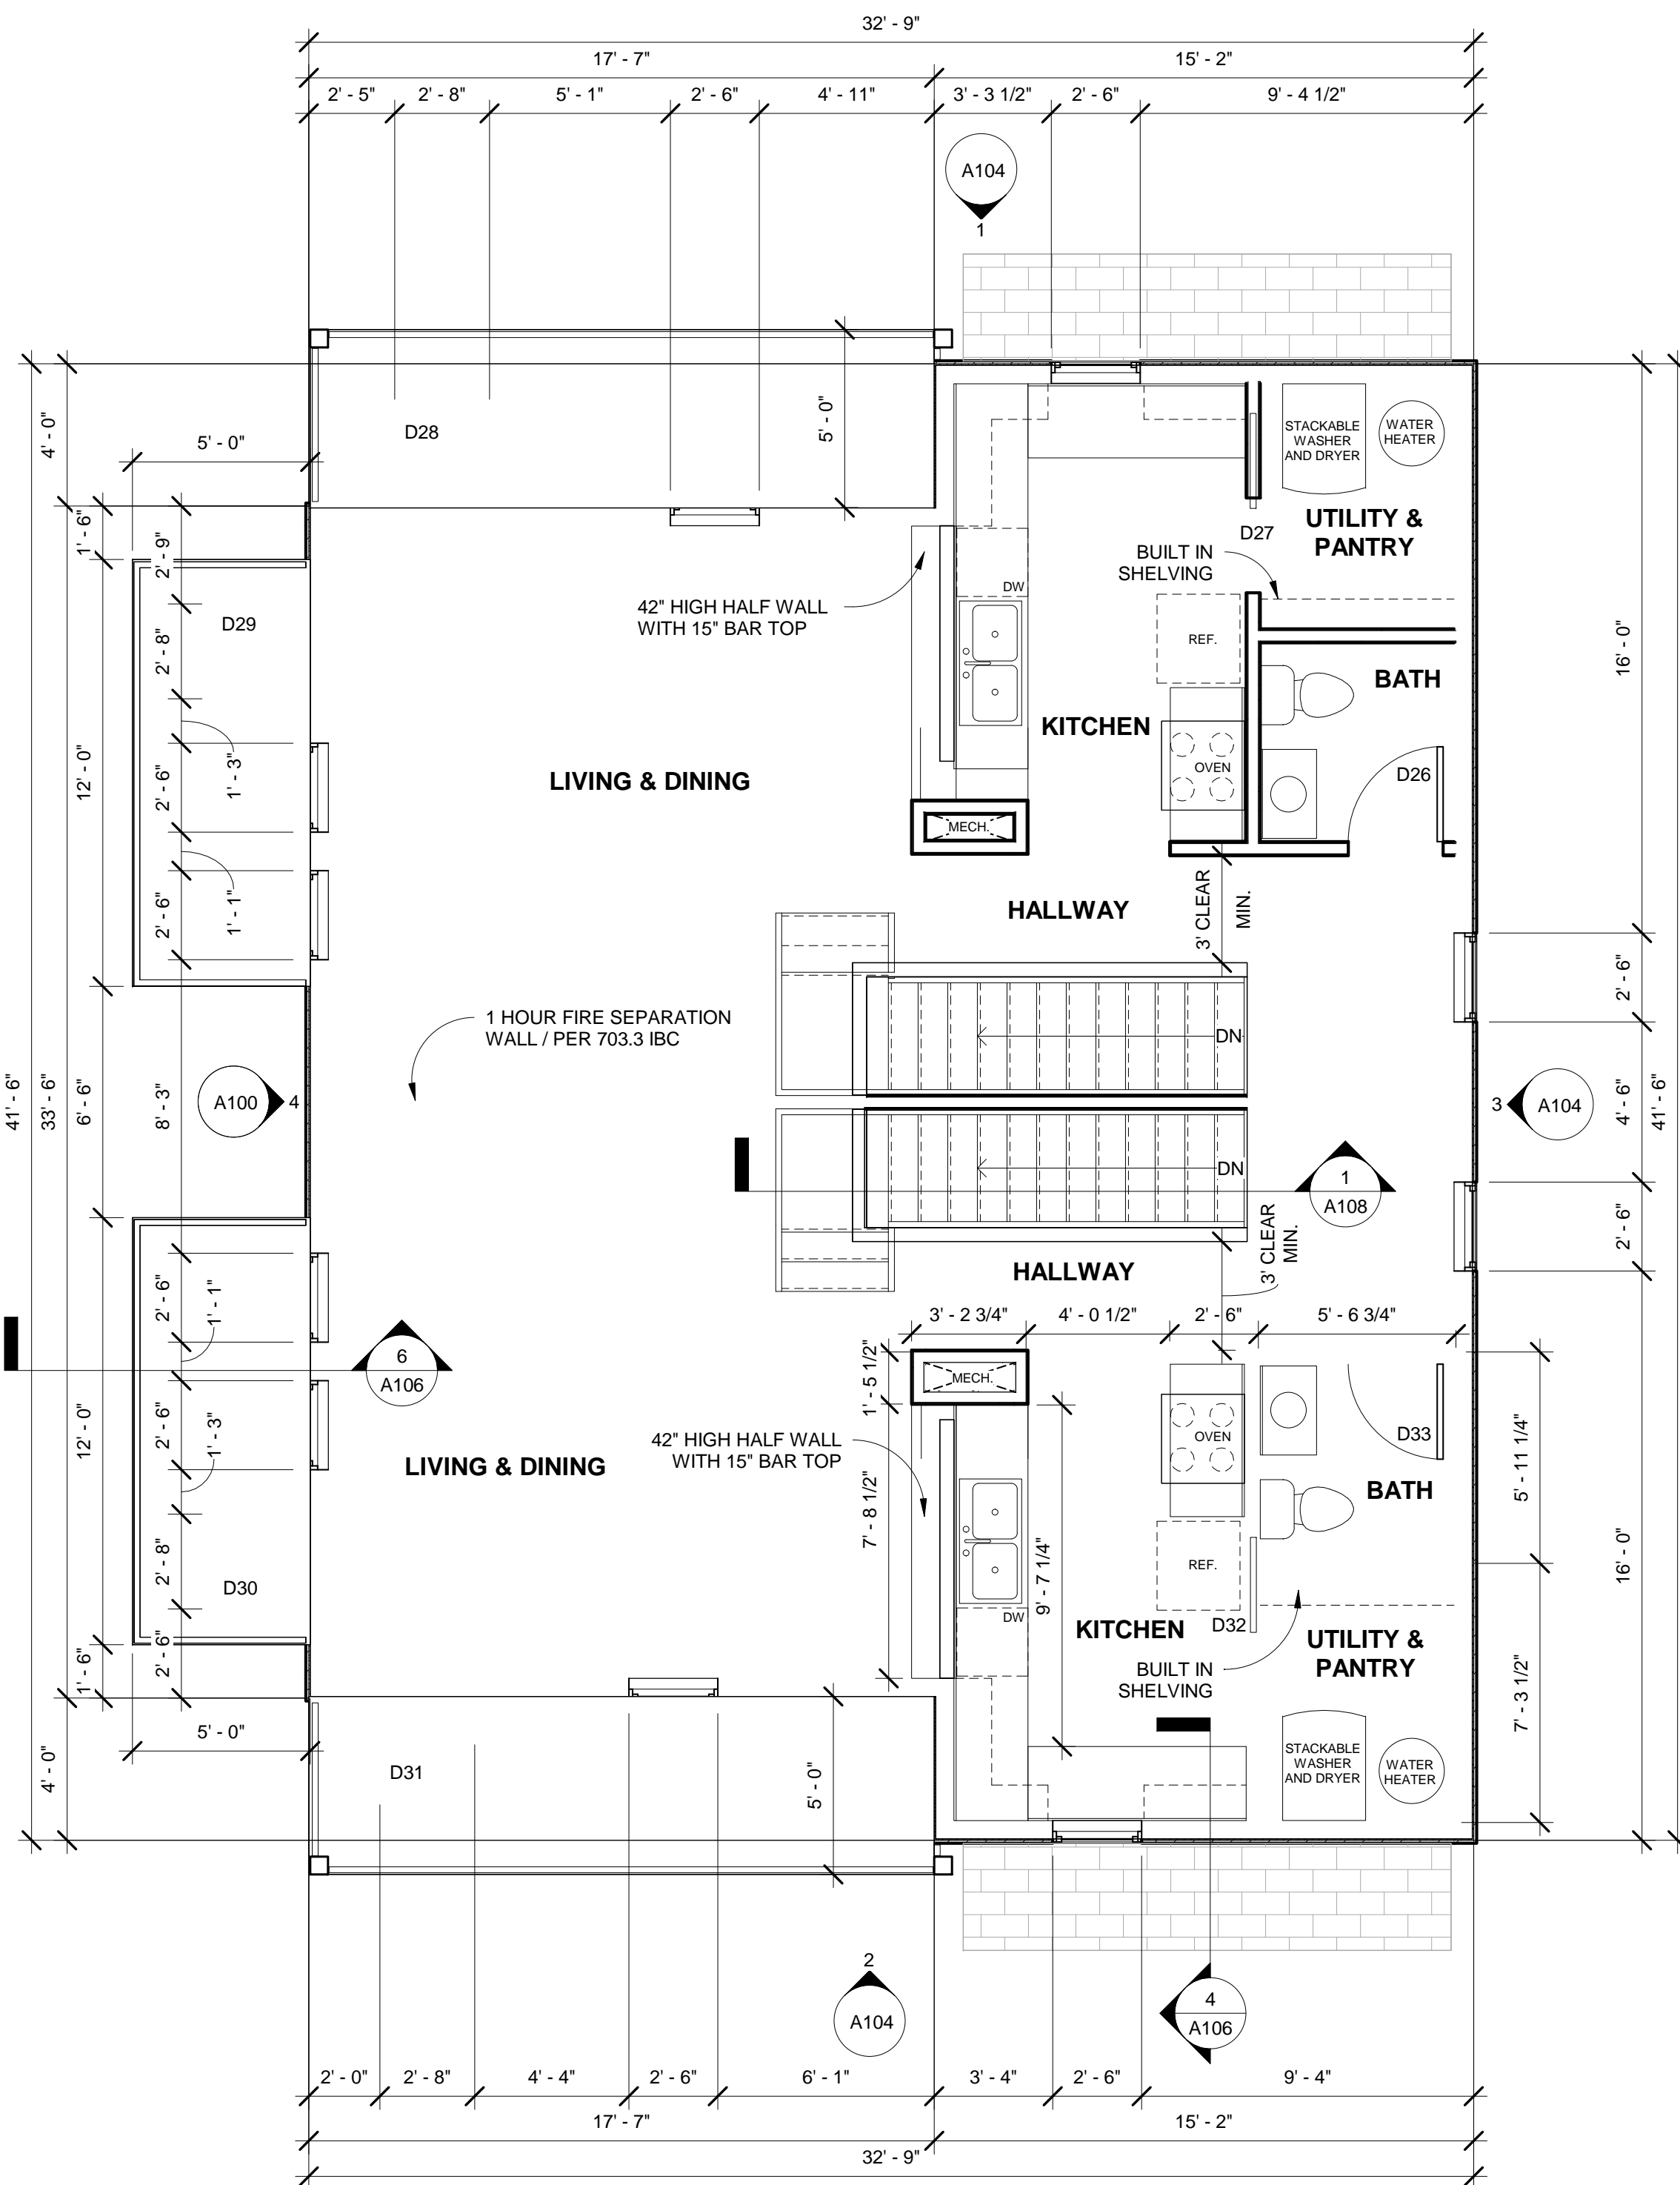 32' - 9"
17' - 7"
15' - 2"
2' - 5"
2' - 8"
5' - 1"
2' - 6"
4' - 11"
3' - 3 1/2"
2' - 6"
9' - 4 1/2"
A104
1
4' - 0"
5' - 0"
D28
5' - 0"
STACKABLE
WASHER
AND DRYER
WATER
HEATER
1' - 6"
2' - 9"
D27
UTILITY &
PANTRY
BUILT IN
SHELVING
DW
42" HIGH HALF WALL
WITH 15" BAR TOP
D29
2' - 8"
REF.
16' - 0"
BATH
KITCHEN
12' - 0"
2' - 6"
1' - 3"
LIVING & DINING
OVEN
D26
MECH.
2' - 6"
1' - 1"
HALLWAY
3' CLEAR
MIN.
2' - 6"
1 HOUR FIRE SEPARATION
WALL / PER 703.3 IBC
DN
41' - 6"
33' - 6"
6' - 6"
8' - 3"
A100
4
3
A104
4' - 6"
41' - 6"
DN
1
A108
2' - 6"
3' CLEAR
MIN.
HALLWAY
2' - 6"
1' - 1"
3' - 2 3/4"
4' - 0 1/2"
2' - 6"
5' - 6 3/4"
6
A106
1' - 5 1/2"
MECH.
12' - 0"
2' - 6"
1' - 3"
42" HIGH HALF WALL
WITH 15" BAR TOP
LIVING & DINING
OVEN
D33
BATH
5' - 11 1/4"
7' - 8 1/2"
9' - 7 1/4"
REF.
16' - 0"
2' - 8"
D30
DW
KITCHEN
D32
UTILITY &
PANTRY
BUILT IN
SHELVING
1' - 6"
2' - 6"
7' - 3 1/2"
5' - 0"
4' - 0"
D31
5' - 0"
STACKABLE
WASHER
AND DRYER
WATER
HEATER
2
A104
4
A106
2' - 0"
2' - 8"
4' - 4"
2' - 6"
6' - 1"
3' - 4"
2' - 6"
9' - 4"
17' - 7"
15' - 2"
32' - 9"